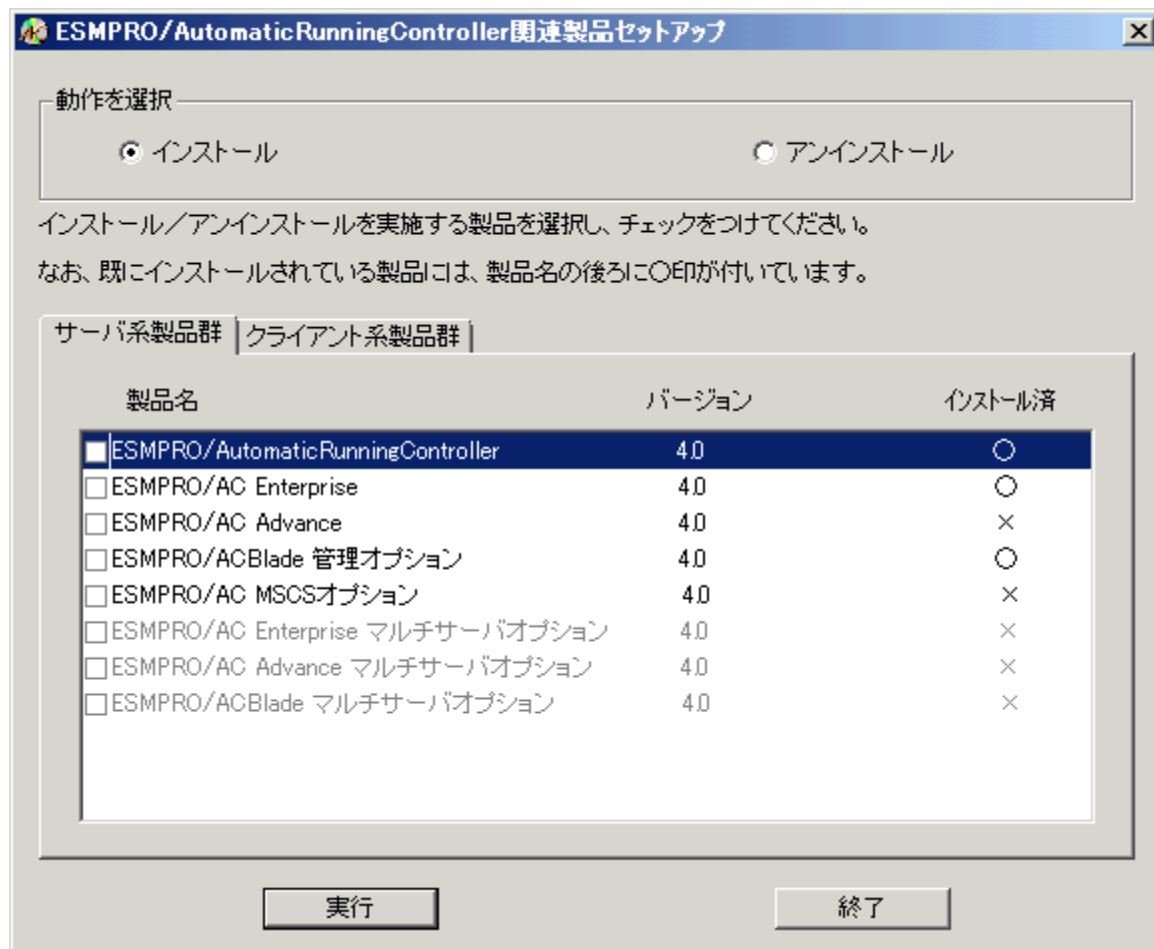 ESMPRO/AutomaticRunningController関連製品セットアップ
動作を選択
インストール アンインストール
インストール／アンインストールを実施する製品を選択し、チェックをつけてください。
なお、既にインストールされている製品には、製品名の後ろに○印が付いています。
サーバ系製品群 クライアント系製品群
製品名 バージョン インストール済
ESMPRO/AutomaticRunningController 4.0 ○
ESMPRO/AC Enterprise 4.0 ○
ESMPRO/AC Advance 4.0 ×
ESMPRO/ACBlade 管理オプション 4.0 ○
ESMPRO/AC MSCSオプション 4.0 ×
ESMPRO/AC Enterprise マルチサーバオプション 4.0 ×
ESMPRO/AC Advance マルチサーバオプション 4.0 ×
ESMPRO/ACBlade マルチサーバオプション 4.0 ×
実行 終了